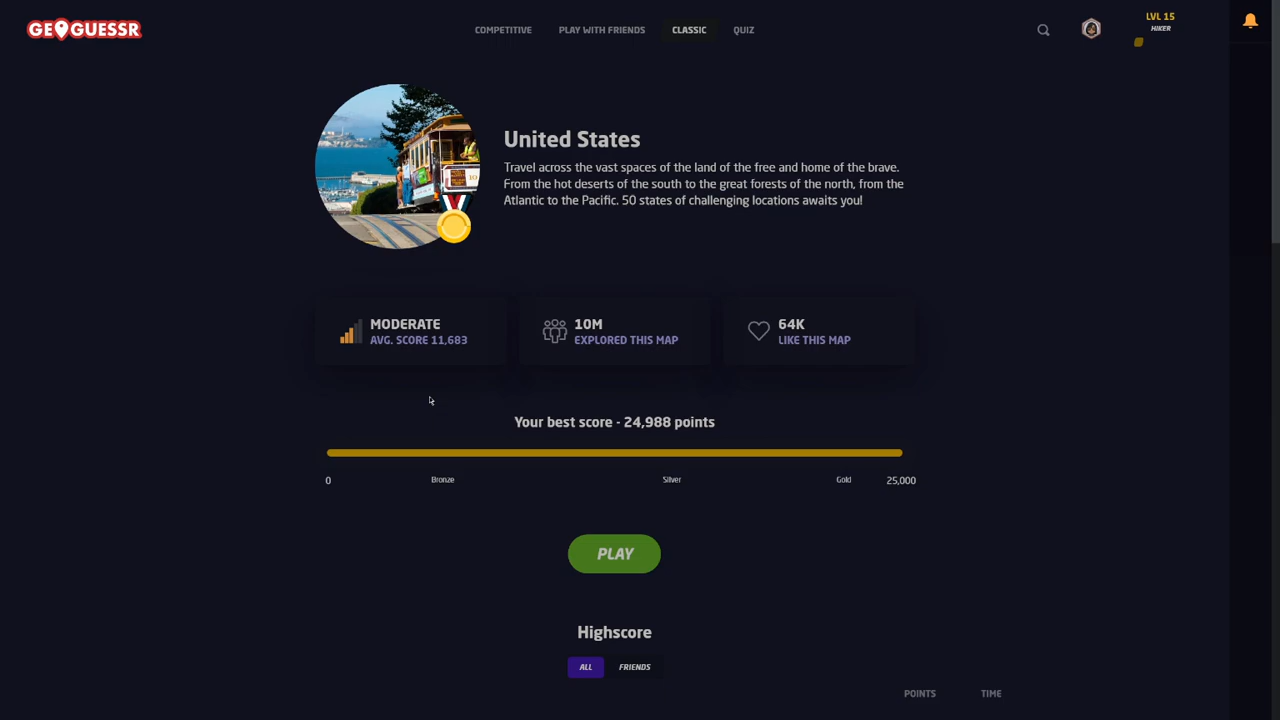 GEOGUESSR
COMPETITIVE
PLAY WITH FRIENDS
CLASSIC
QUIZ
LVL 15
HIKER
United States
Travel across the vast spaces of the land of the free and home of the brave.
From the hot deserts of the south to the great forests of the north, from the
Atlantic to the Pacific. 50 states of challenging locations awaits you!
MODERATE
AVG. SCORE 11,683
10M
EXPLORED THIS MAP
64K
LIKE THIS MAP
Your best score - 24,988 points
0
Bronze
Silver
Gold
25,000
PLAY
Highscore
ALL
FRIENDS
POINTS
TIME